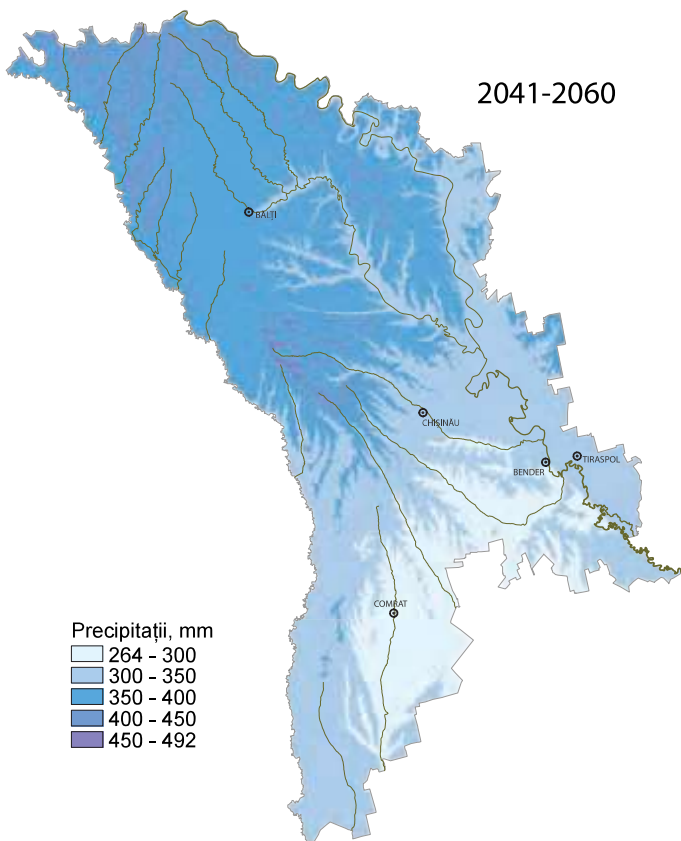 2041-2060
BĂLȚI
CHIȘINĂU
BENDER
TIRASPOL
COMRAT
Precipitații, mm
264 - 300
300 - 350
350 - 400
400 - 450
450 - 492